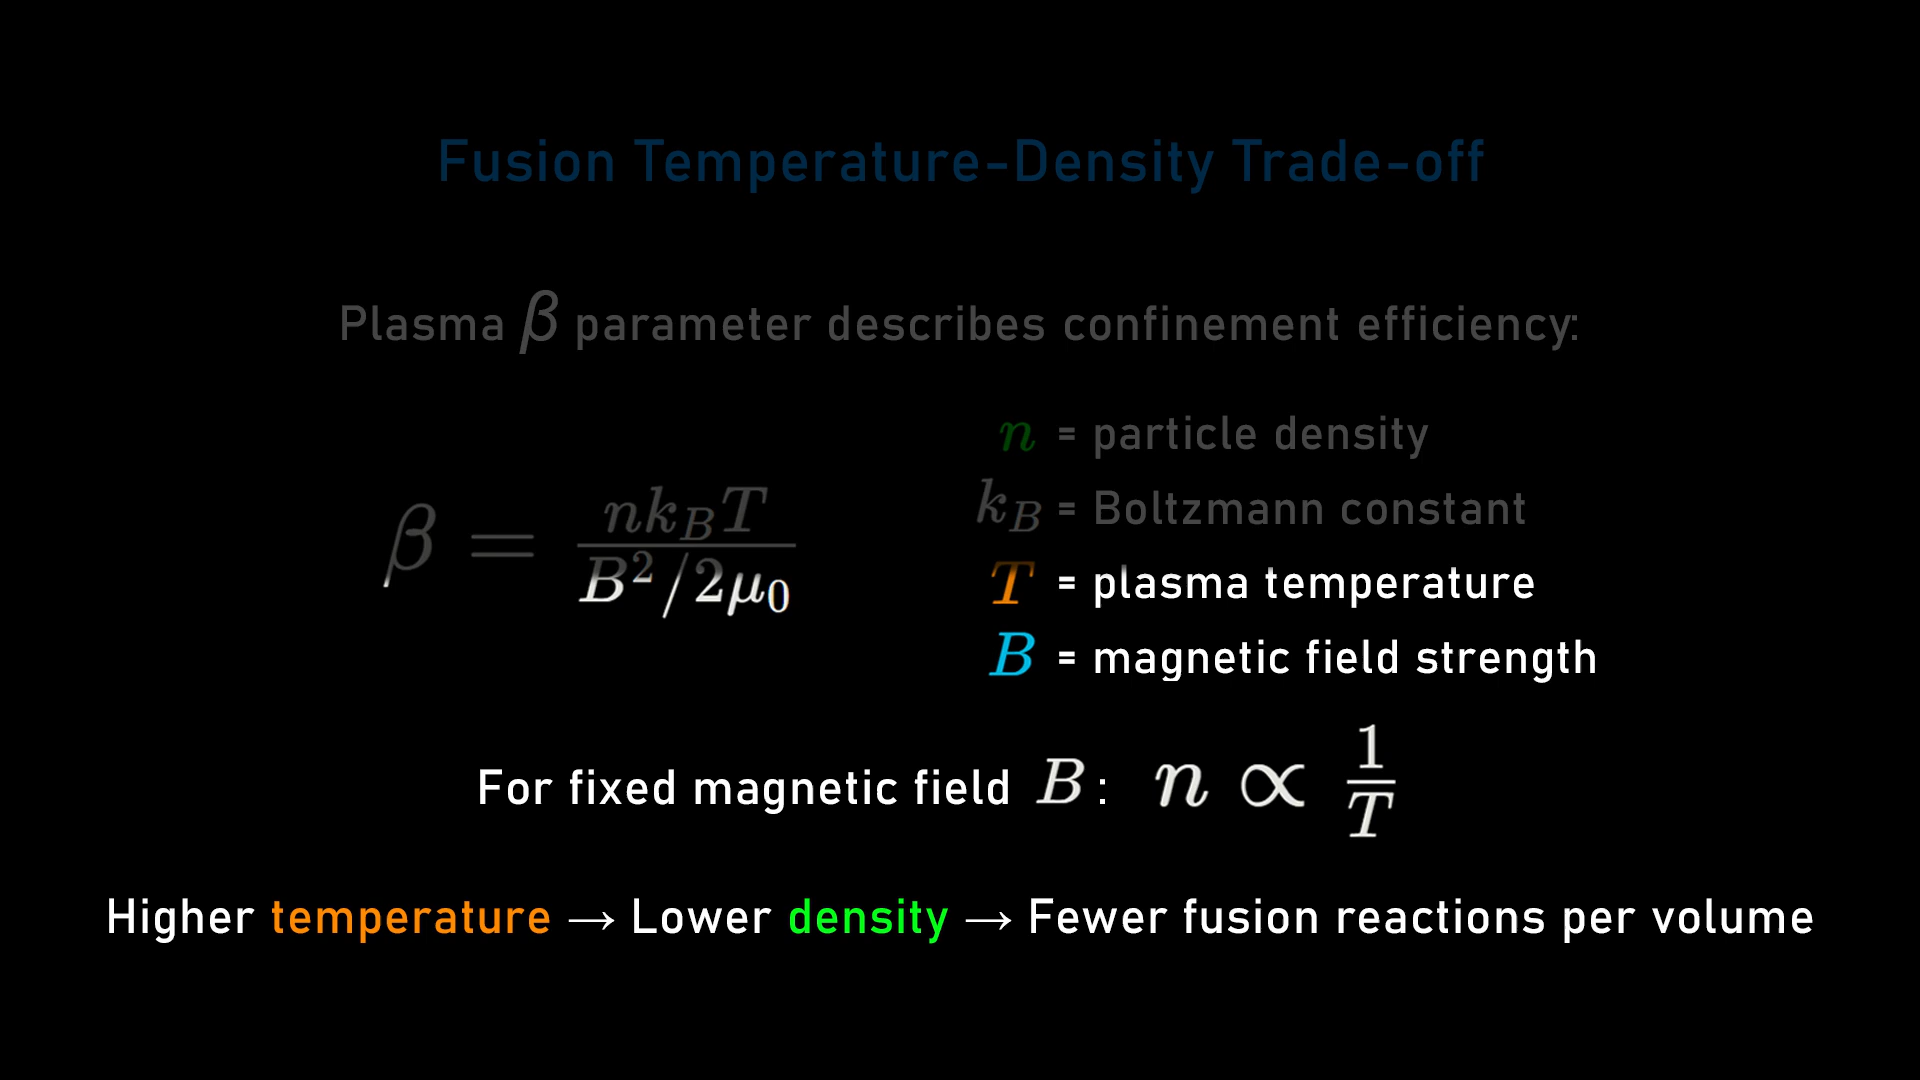 Fusion Temperature-Density Trade-off
Plasma β parameter describes confinement efficiency:
β = nk_BT / B²/2μ₀
n = particle density
k_B = Boltzmann constant
T = plasma temperature
B = magnetic field strength
For fixed magnetic field B : n ∝ 1/T
Higher temperature → Lower density → Fewer fusion reactions per volume